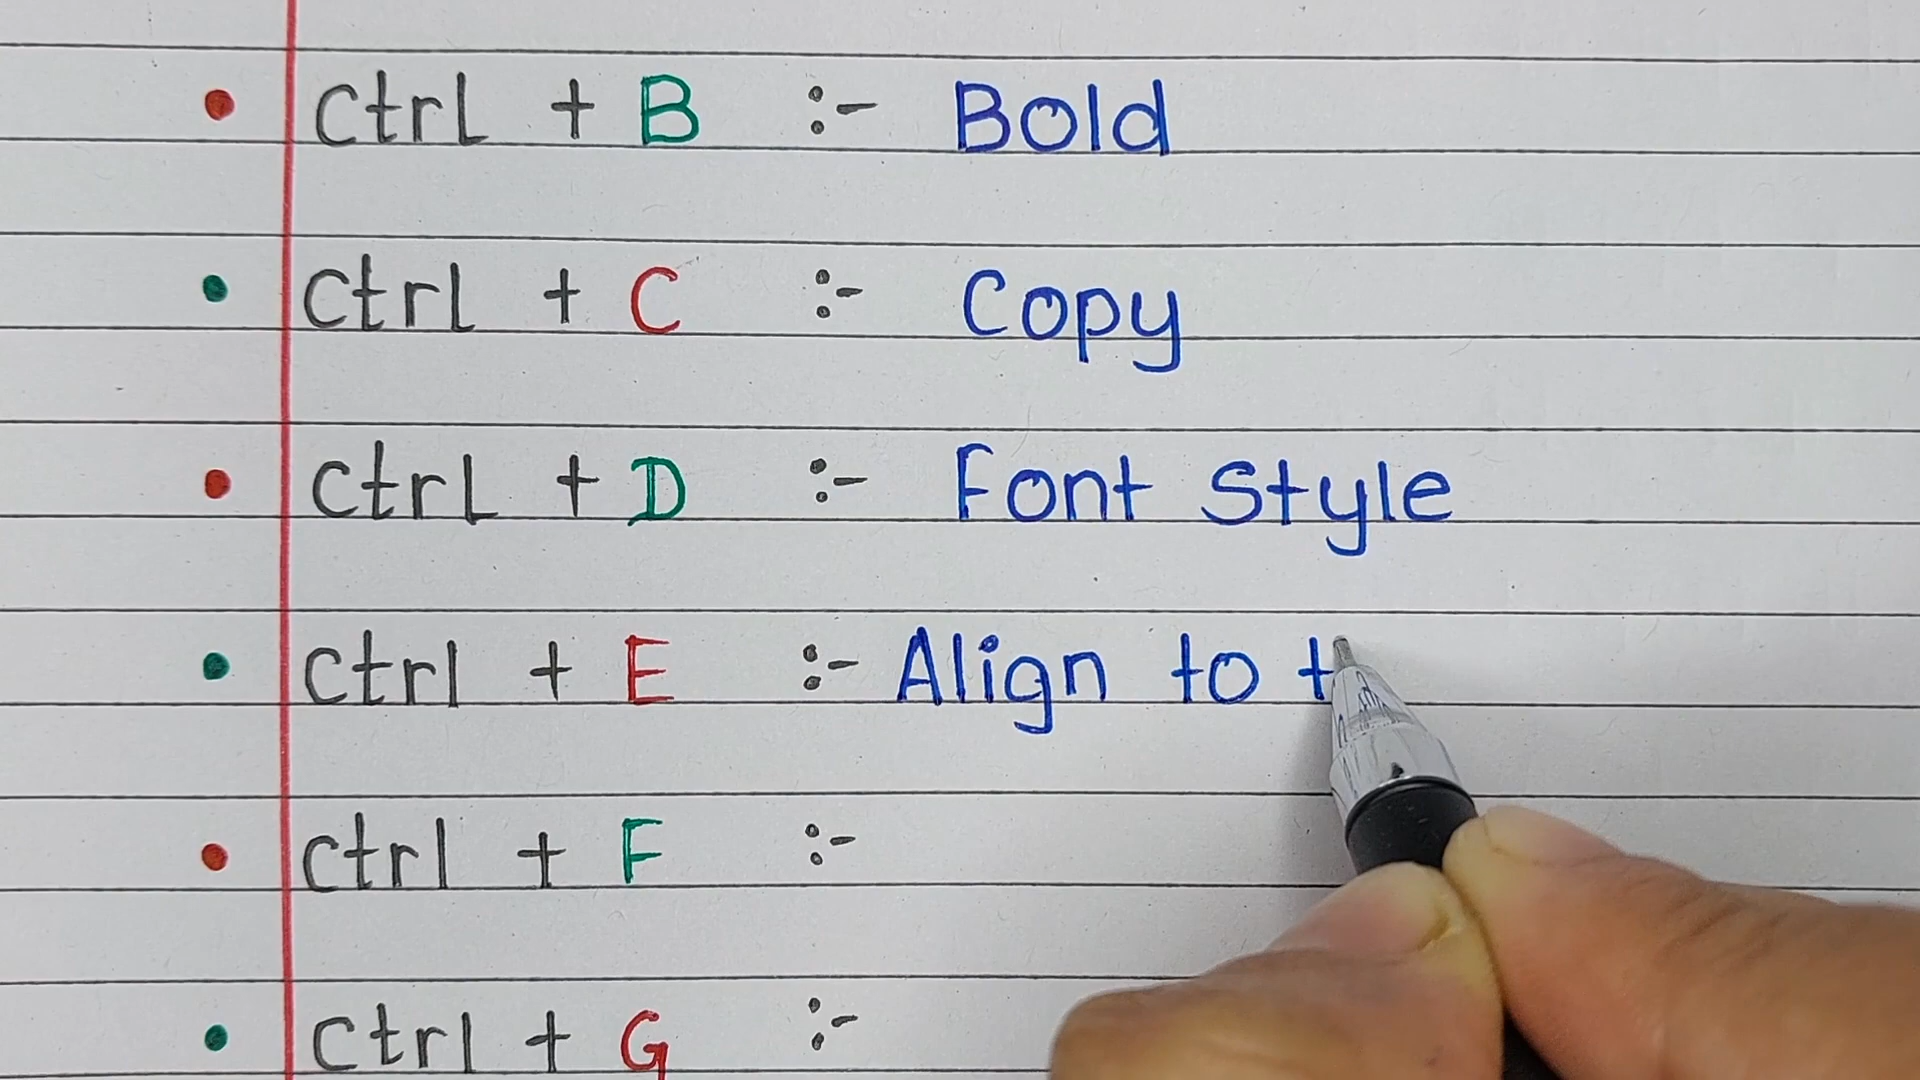 Ctrl + B :- Bold
Ctrl + C :- Copy
Ctrl + D :- Font Style
Ctrl + E :- Align to t
Ctrl + F :-
Ctrl + G :-